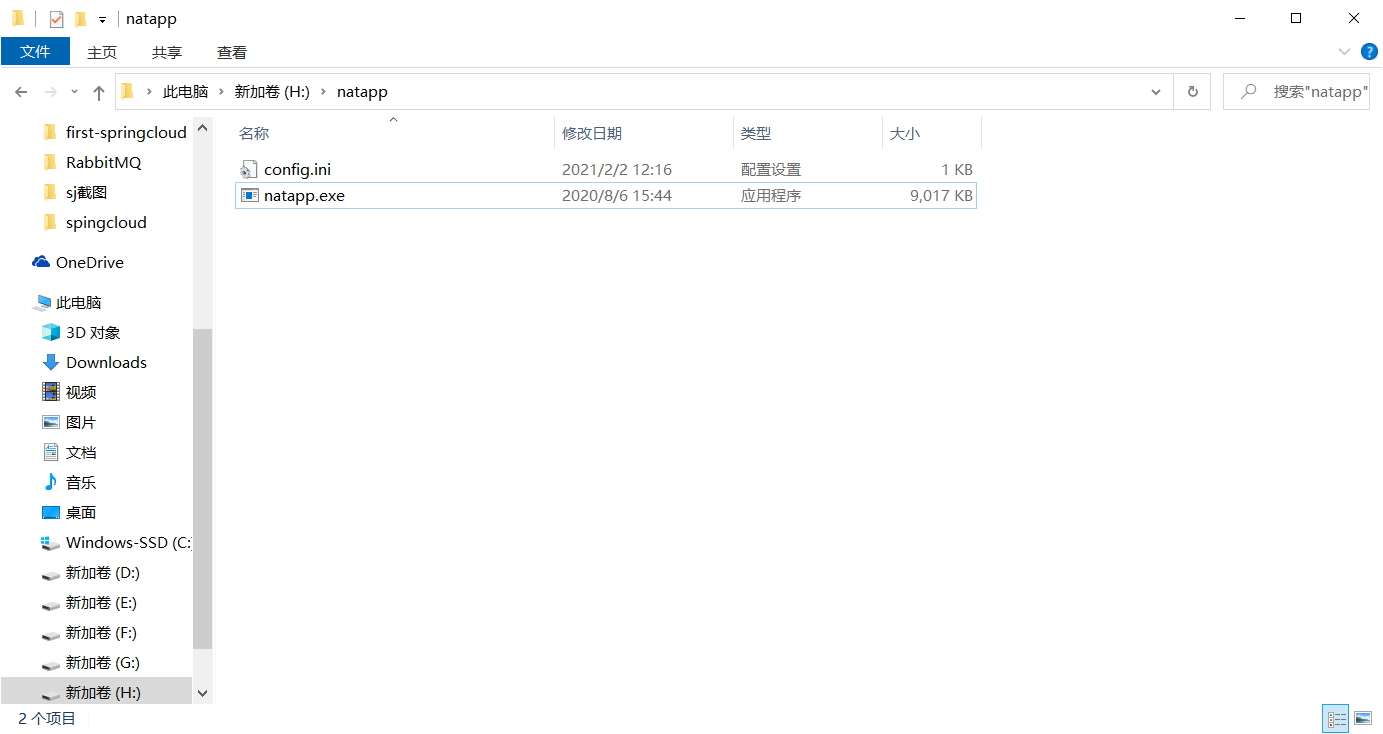 natapp
文件 主页 共享 查看
此电脑 › 新加卷 (H:) › natapp
搜索"natapp"
名称 修改日期 类型 大小
config.ini 2021/2/2 12:16 配置设置 1 KB
natapp.exe 2020/8/6 15:44 应用程序 9,017 KB
first-springcloud
RabbitMQ
sj截图
spingcloud
OneDrive
此电脑
3D 对象
Downloads
视频
图片
文档
音乐
桌面
Windows-SSD (C:
新加卷 (D:)
新加卷 (E:)
新加卷 (F:)
新加卷 (G:)
新加卷 (H:)
2 个项目